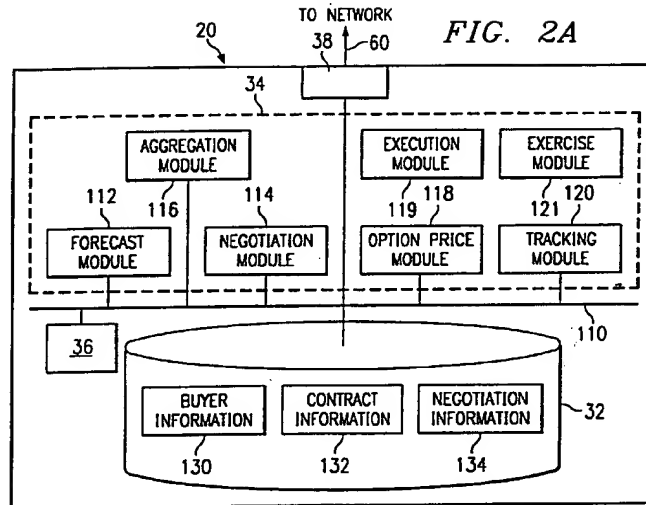 TO NETWORK
20
38
60
FIG. 2A
34
AGGREGATION
MODULE
EXECUTION
MODULE
EXERCISE
MODULE
112
116
114
119
118
121
120
FORECAST
MODULE
NEGOTIATION
MODULE
OPTION PRICE
MODULE
TRACKING
MODULE
110
36
BUYER
INFORMATION
CONTRACT
INFORMATION
NEGOTIATION
INFORMATION
32
130
132
134